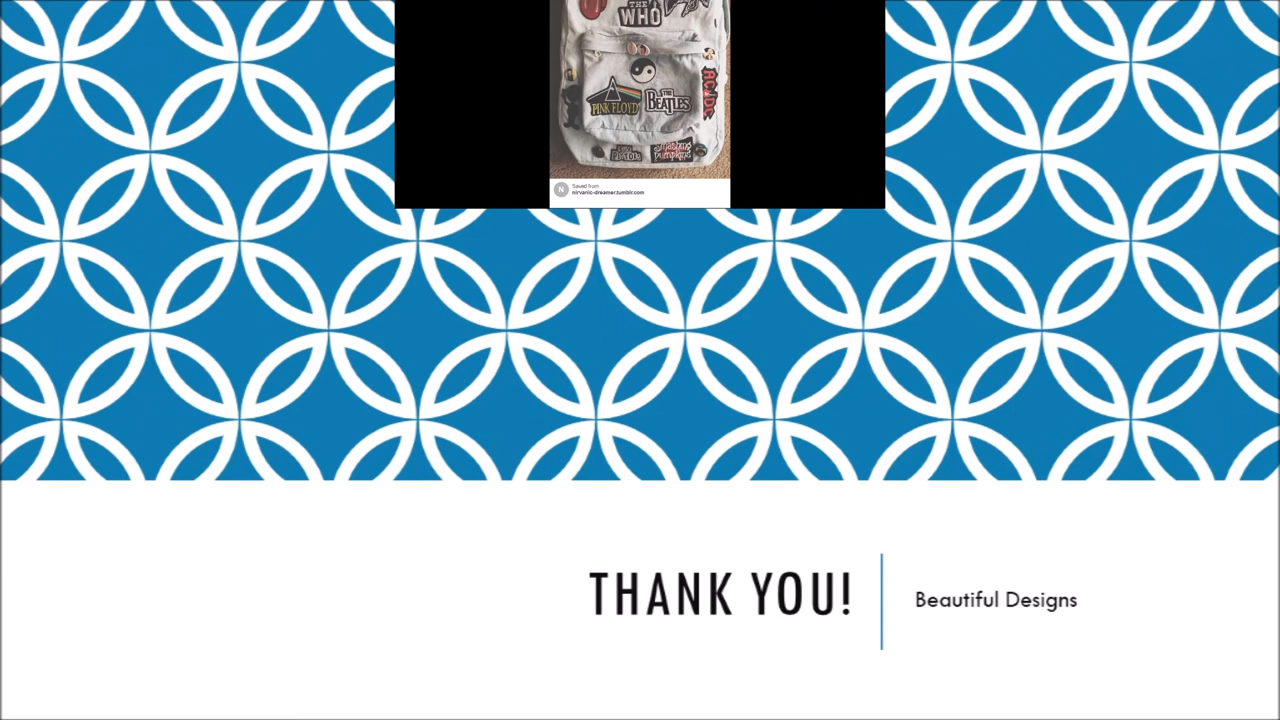 THE
WHO
PINK FLOYD
THE
BEATLES
AC/DC
smashing
pumpkins
N
Saved from
nirvanic-dreamer.tumblr.com
THANK YOU!
Beautiful Designs